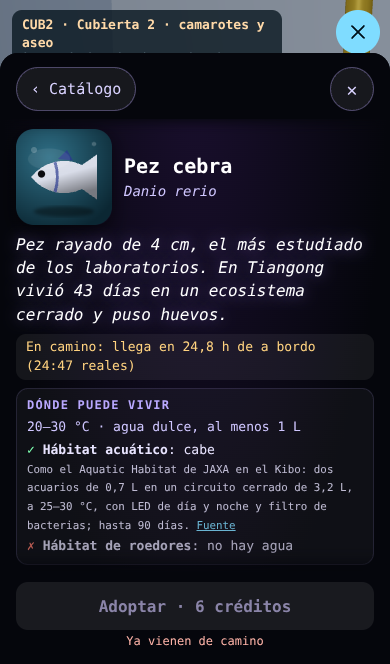 CUB2 · Cubierta 2 · camarotes y
aseo
‹ Catálogo
×
Pez cebra
Danio rerio
Pez rayado de 4 cm, el más estudiado
de los laboratorios. En Tiangong
vivió 43 días en un ecosistema
cerrado y puso huevos.
En camino: llega en 24,8 h de a bordo
(24:47 reales)
DÓNDE PUEDE VIVIR
20–30 °C · agua dulce, al menos 1 L
✓ Hábitat acuático: cabe
Como el Aquatic Habitat de JAXA en el Kibo: dos
acuarios de 0,7 L en un circuito cerrado de 3,2 L,
a 25–30 °C, con LED de día y noche y filtro de
bacterias; hasta 90 días. Fuente
✗ Hábitat de roedores: no hay agua
Adoptar · 6 créditos
Ya vienen de camino